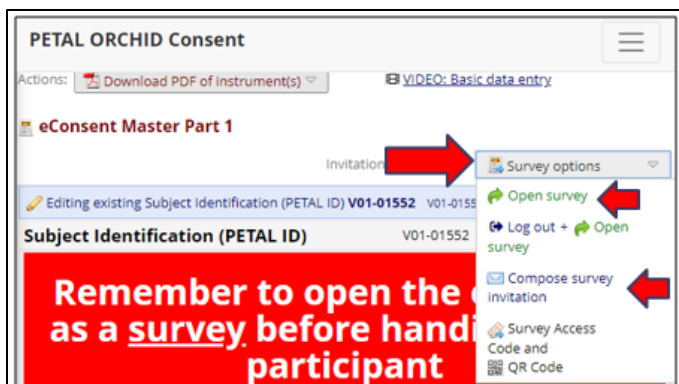 PETAL ORCHID Consent
Actions: Download PDF of instrument(s) VIDEO: Basic data entry
eConsent Master Part 1
Invitation Survey options
Editing existing Subject Identification (PETAL ID) V01-01552 V01-0155
Open survey
Log out + Open
survey
Subject Identification (PETAL ID) V01-01552
Compose survey
invitation
Survey Access
Code and
QR Code
Remember to open the
as a survey before handi
participant